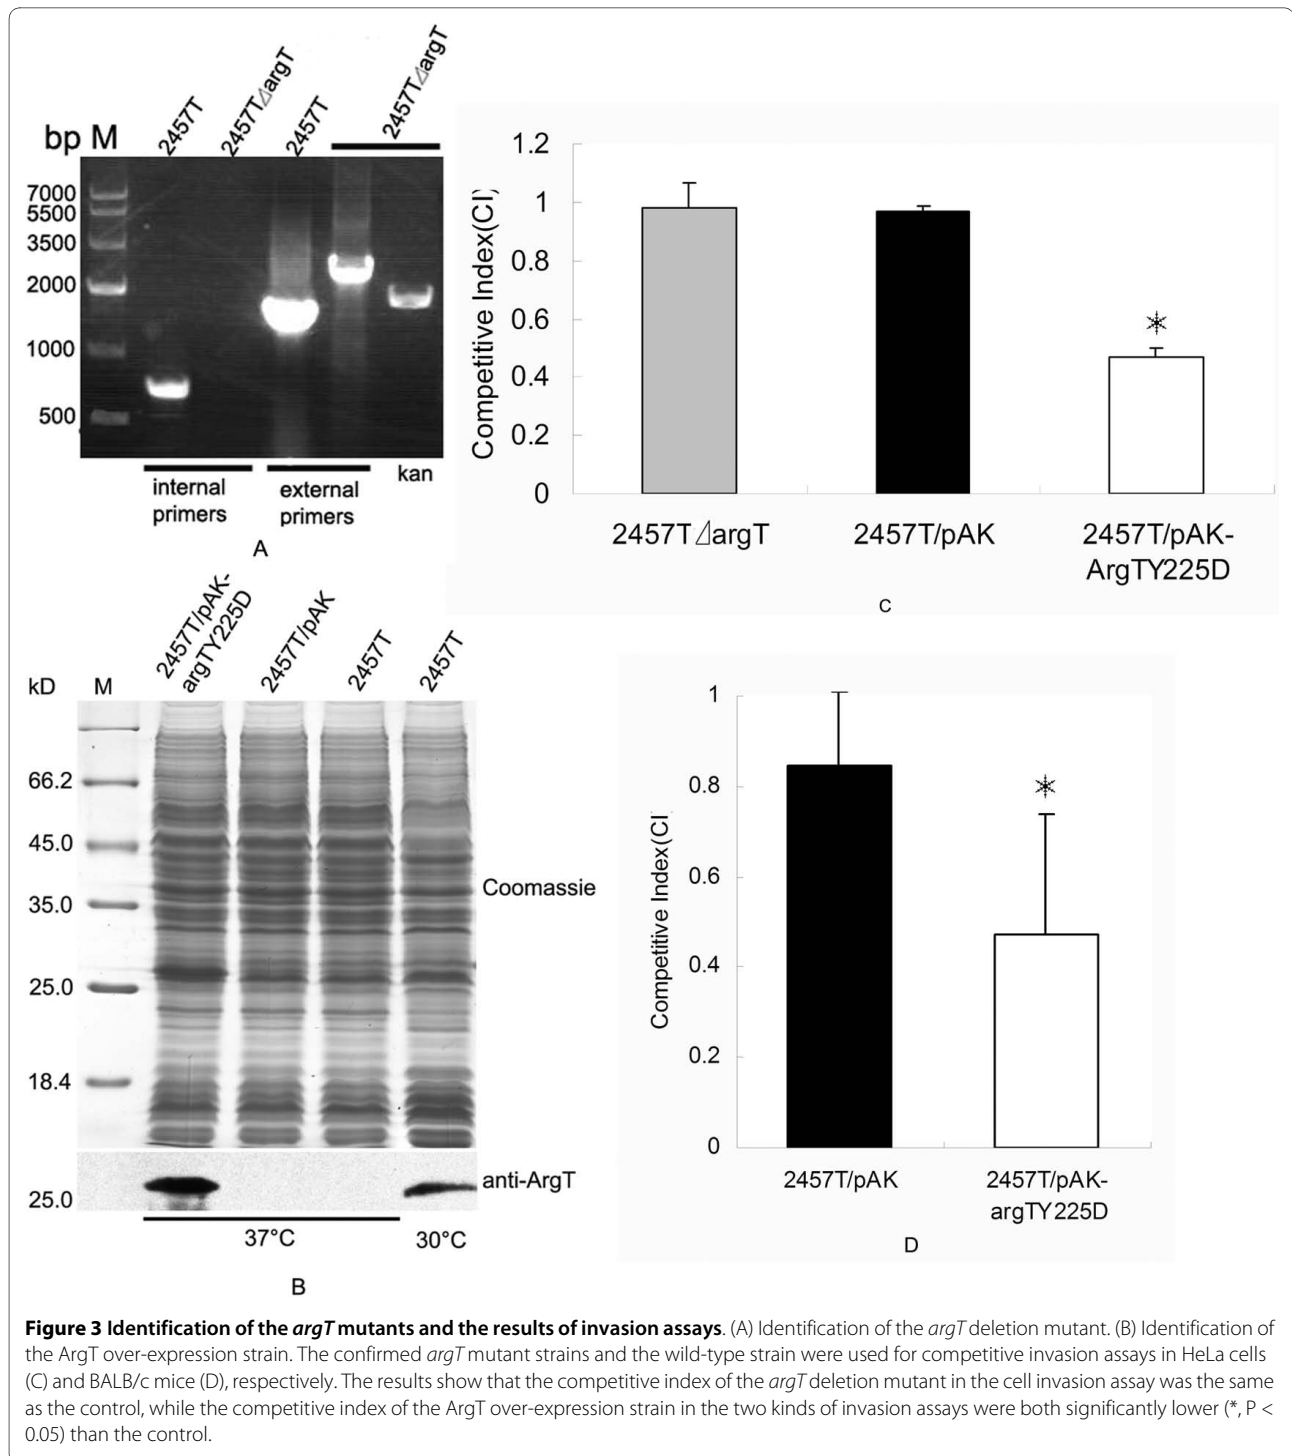 2457T
2457T⊿argT
2457T
2457T⊿argT
bp M
7000
5500
3500
2000
1000
500
internal
primers
external
primers
kan
A
Competitive Index(CI)
1.2
1
0.8
0.6
0.4
0.2
0
*
2457T⊿argT
2457T/pAK
2457T/pAK-
ArgTY225D
C
2457T/pAK-
argTY225D
2457T/pAK
2457T
2457T
kD M
66.2
45.0
35.0
25.0
18.4
Coomassie
25.0
anti-ArgT
37°C
30°C
B
Competitive Index(CI
1
0.8
0.6
0.4
0.2
0
*
2457T/pAK
2457T/pAK-
argTY225D
D
Figure 3 Identification of the argT mutants and the results of invasion assays. (A) Identification of the argT deletion mutant. (B) Identification of
the ArgT over-expression strain. The confirmed argT mutant strains and the wild-type strain were used for competitive invasion assays in HeLa cells
(C) and BALB/c mice (D), respectively. The results show that the competitive index of the argT deletion mutant in the cell invasion assay was the same
as the control, while the competitive index of the ArgT over-expression strain in the two kinds of invasion assays were both significantly lower (*, P <
0.05) than the control.